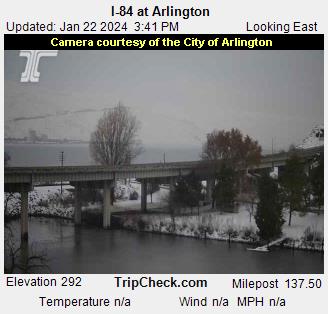 I-84 at Arlington
Updated: Jan 22 2024 3:41 PM Looking East
Camera courtesy of the City of Arlington
Elevation 292 TripCheck.com Milepost 137.50
Temperature n/a Wind n/a MPH n/a